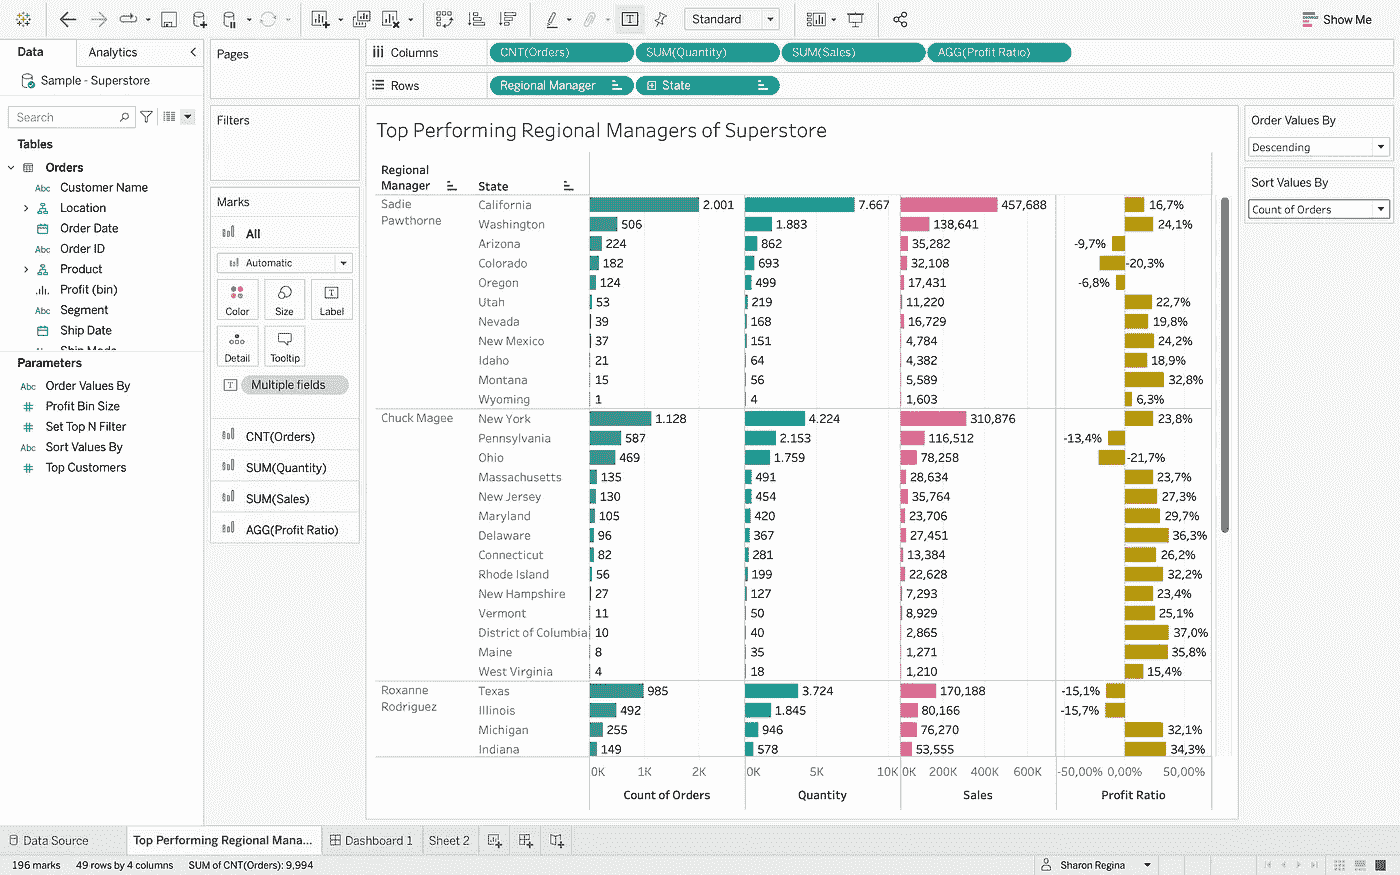 Standard
Show Me
Data
Analytics
Pages
Columns
CNT(Orders)
SUM(Quantity)
SUM(Sales)
AGG(Profit Ratio)
Sample - Superstore
Rows
Regional Manager
State
Search
Filters
Tables
Orders
Abc Customer Name
Location
Order Date
Abc Order ID
Product
Profit (bin)
Abc Segment
Ship Date
Ship Mode
Parameters
Abc Order Values By
# Profit Bin Size
# Set Top N Filter
Abc Sort Values By
# Top Customers
Marks
All
Automatic
Color
Size
T Label
Detail
Tooltip
T Multiple fields
CNT(Orders)
SUM(Quantity)
SUM(Sales)
AGG(Profit Ratio)
Top Performing Regional Managers of Superstore
Regional
Manager
State
Sadie
Pawthorne
California 2.001 7.667 457,688 16,7%
Washington 506 1.883 138,641 24,1%
Arizona 224 862 35,282 -9,7%
Colorado 182 693 32,108 -20,3%
Oregon 124 499 17,431 -6,8%
Utah 53 219 11,220 22,7%
Nevada 39 168 16,729 19,8%
New Mexico 37 151 4,784 24,2%
Idaho 21 64 4,382 18,9%
Montana 15 56 5,589 32,8%
Wyoming 1 4 1,603 6,3%
Chuck Magee New York 1.128 4.224 310,876 23,8%
Pennsylvania 587 2.153 116,512 -13,4%
Ohio 469 1.759 78,258 -21,7%
Massachusetts 135 491 28,634 23,7%
New Jersey 130 454 35,764 27,3%
Maryland 105 420 23,706 29,7%
Delaware 96 367 27,451 36,3%
Connecticut 82 281 13,384 26,2%
Rhode Island 56 199 22,628 32,2%
New Hampshire 27 127 7,293 23,4%
Vermont 11 50 8,929 25,1%
District of Columbia 10 40 2,865 37,0%
Maine 8 35 1,271 35,8%
West Virginia 4 18 1,210 15,4%
Roxanne
Rodriguez
Texas 985 3.724 170,188 -15,1%
Illinois 492 1.845 80,166 -15,7%
Michigan 255 946 76,270 32,1%
Indiana 149 578 53,555 34,3%
0K 1K 2K 0K 5K 10K 0K 200K 400K 600K -50,00% 0,00% 50,00%
Count of Orders Quantity Sales Profit Ratio
Order Values By
Descending
Sort Values By
Count of Orders
Data Source
Top Performing Regional Mana...
Dashboard 1
Sheet 2
196 marks 49 rows by 4 columns SUM of CNT(Orders): 9,994
Sharon Regina